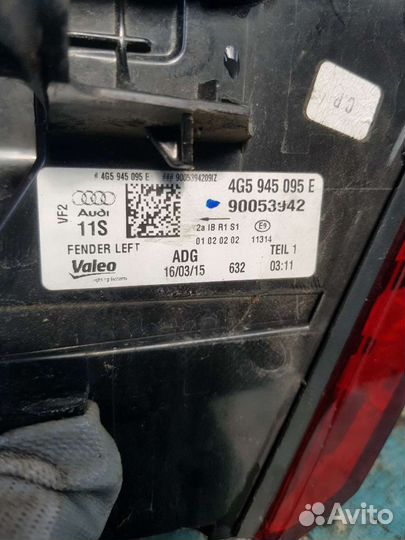 C.P.
# 4G5 945 095 E ### 90053942091Z
4G5 945 095 E
90053942
VF2
Audi
11S
2a IB R1 S1
E9
01 02 02 02
11314
FENDER LEFT
ADG
TEIL 1
Valeo
16/03/15
632
03:11
Avito